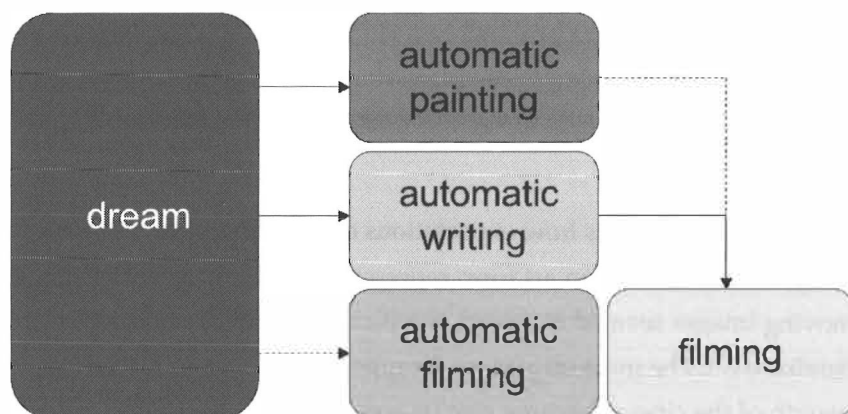 automatic
painting
dream
automatic
writing
automatic
filming
filming